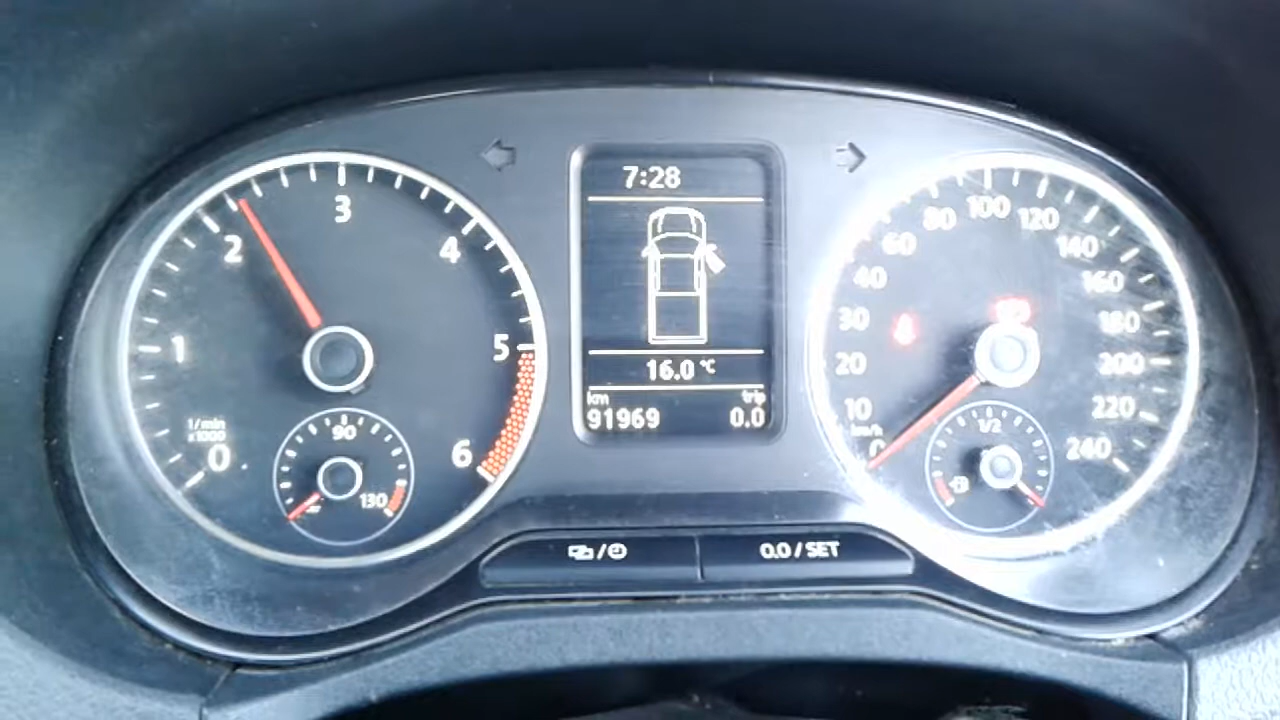 7:28
16.0 °C
km trip
91969 0.0
0 1 2 3 4 5 6
1/min
x1000
90
130
0 10 20 30 40 60 80 100 120 140 160 180 200 220 240
km/h
1/2
0.0 / SET